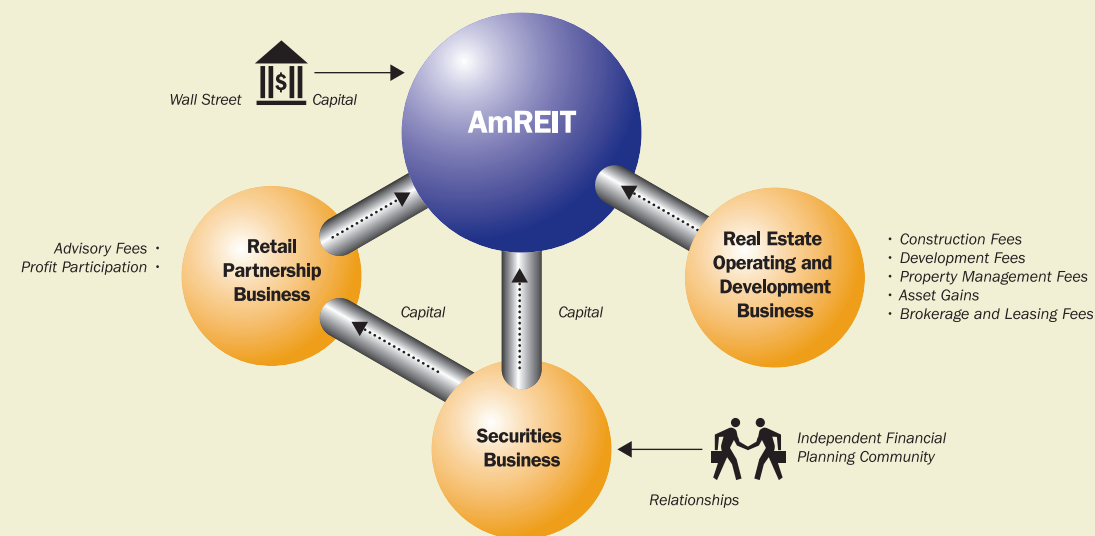 AmREIT
$
Wall Street
Capital
Advisory Fees •
Profit Participation •
Retail
Partnership
Business
Real Estate
Operating and
Development
Business
• Construction Fees
• Development Fees
• Property Management Fees
• Asset Gains
• Brokerage and Leasing Fees
Capital
Capital
Securities
Business
Independent Financial
Planning Community
Relationships